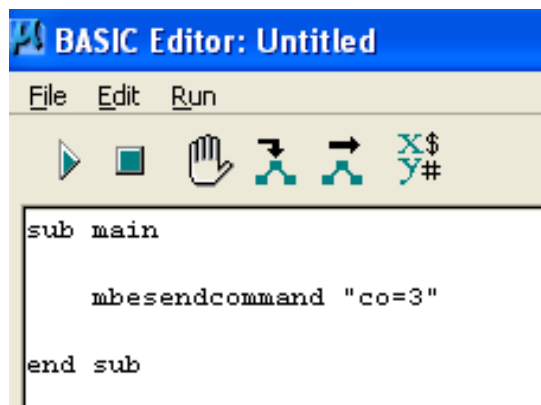 BASIC Editor: Untitled
File Edit Run
X$
Y#
sub main
mbesendcommand "co=3"
end sub